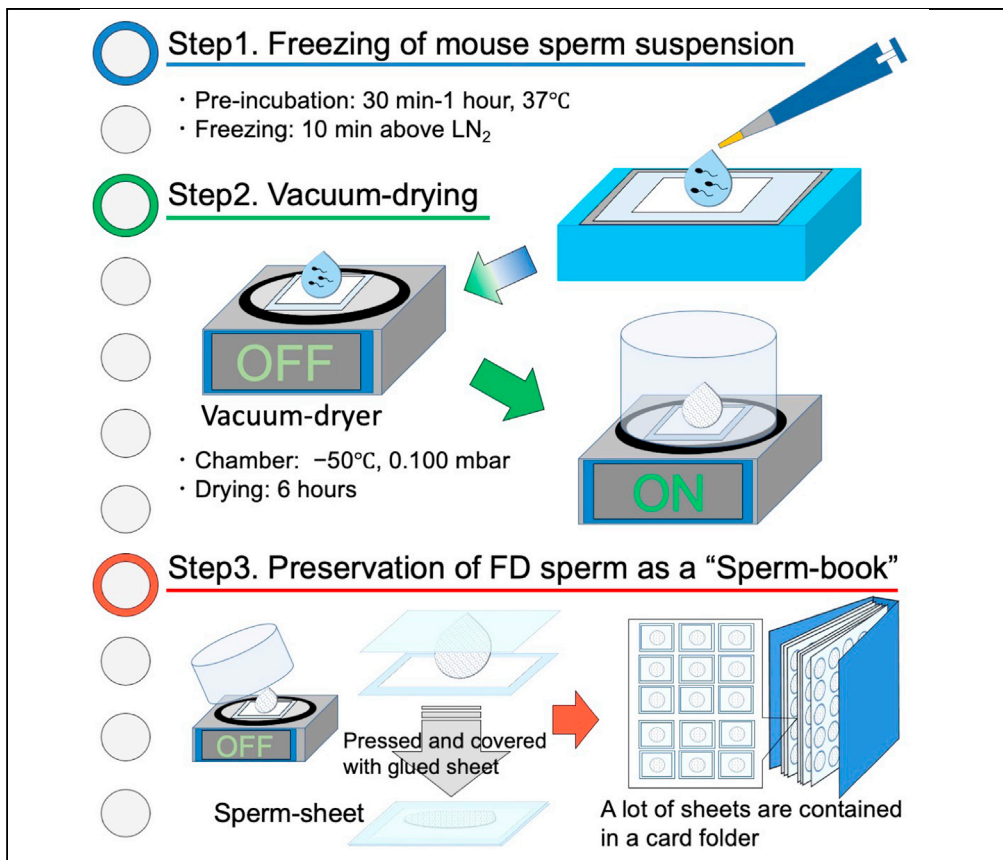 Step1. Freezing of mouse sperm suspension
・Pre-incubation: 30 min-1 hour, 37℃
・Freezing: 10 min above LN₂
Step2. Vacuum-drying
OFF
Vacuum-dryer
・Chamber: −50℃, 0.100 mbar
・Drying: 6 hours
ON
Step3. Preservation of FD sperm as a “Sperm-book”
OFF
Pressed and covered
with glued sheet
Sperm-sheet
A lot of sheets are contained
in a card folder